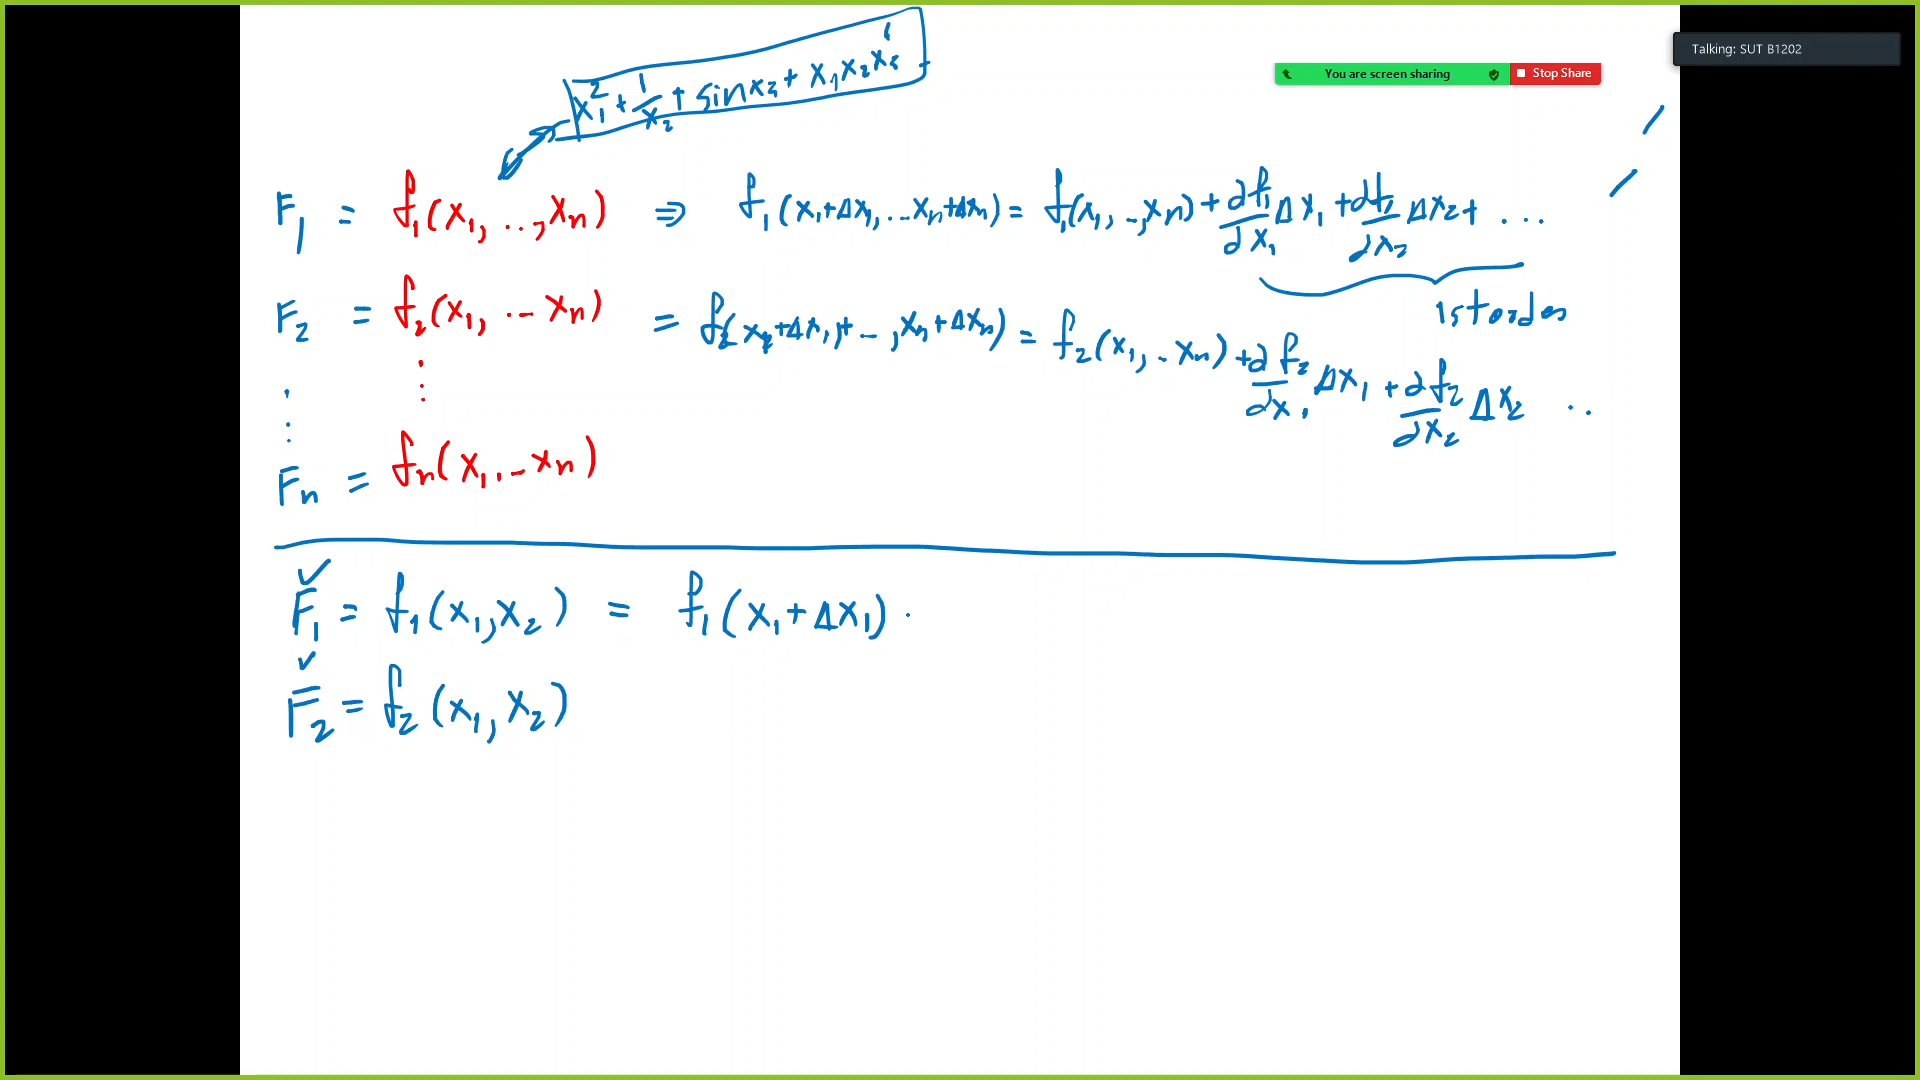 x₁² + 1/x₂ + sin x₃ + x₁x₂x₃
You are screen sharing
Stop Share
Talking: SUT B1202
F₁ = f₁(x₁, .., xₙ) ⇒ f₁(x₁+Δx₁, ... xₙ+Δxₙ) = f₁(x₁, .., xₙ) + ∂f₁/∂x₁ Δx₁ + ∂f₁/∂x₂ Δx₂ + ...
1st order
F₂ = f₂(x₁, .. xₙ) = f₂(x₂+Δx₁,+ .. , xₙ+Δxₙ) = f₂(x₁, .. xₙ) + ∂f₂/∂x₁ Δx₁ + ∂f₂/∂x₂ Δx₂ ..
⋮ ⋮
Fₙ = fₙ(x₁, .. xₙ)
✓
F₁ = f₁(x₁, x₂) = f₁(x₁+Δx₁) .
✓
F₂ = f₂(x₁, x₂)